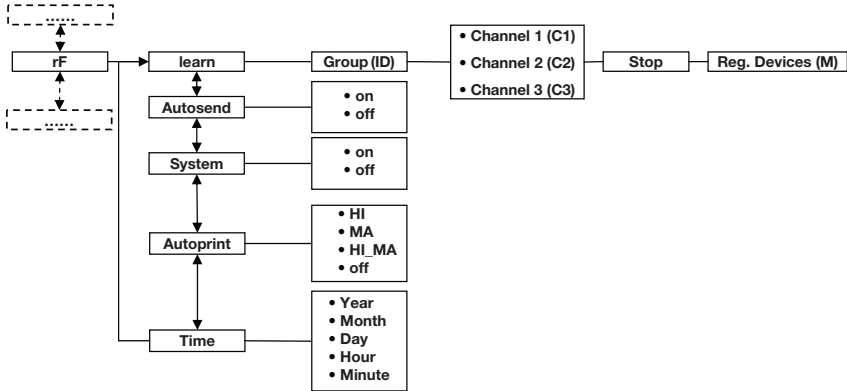 ......
rF
......
learn
Group (ID)
• Channel 1 (C1)
• Channel 2 (C2)
• Channel 3 (C3)
Stop
Reg. Devices (M)
Autosend
• on
• off
System
• on
• off
Autoprint
• HI
• MA
• HI_MA
• off
Time
• Year
• Month
• Day
• Hour
• Minute